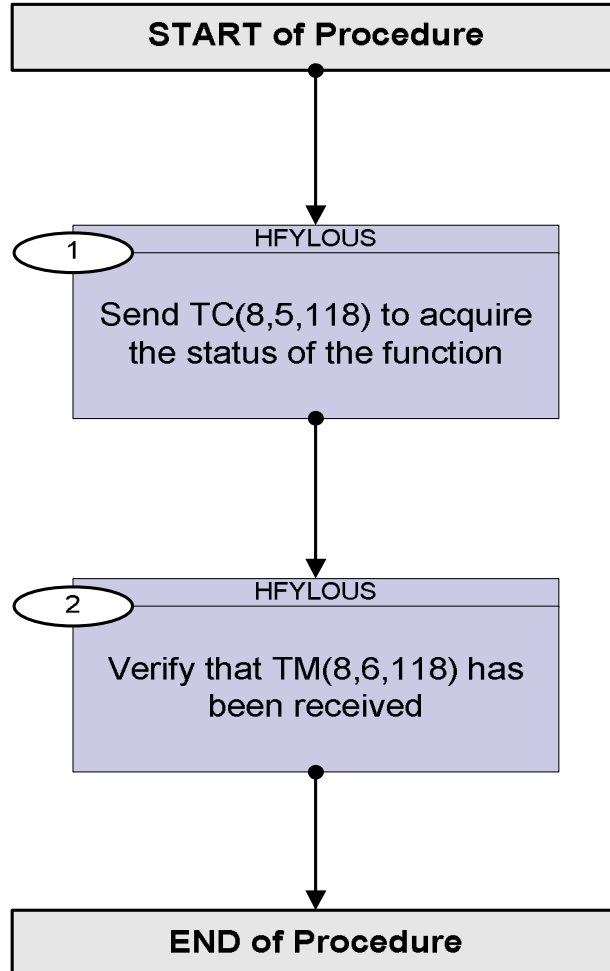 START of Procedure
HFYLOUS
1
Send TC(8,5,118) to acquire
the status of the function
HFYLOUS
2
Verify that TM(8,6,118) has
been received
END of Procedure